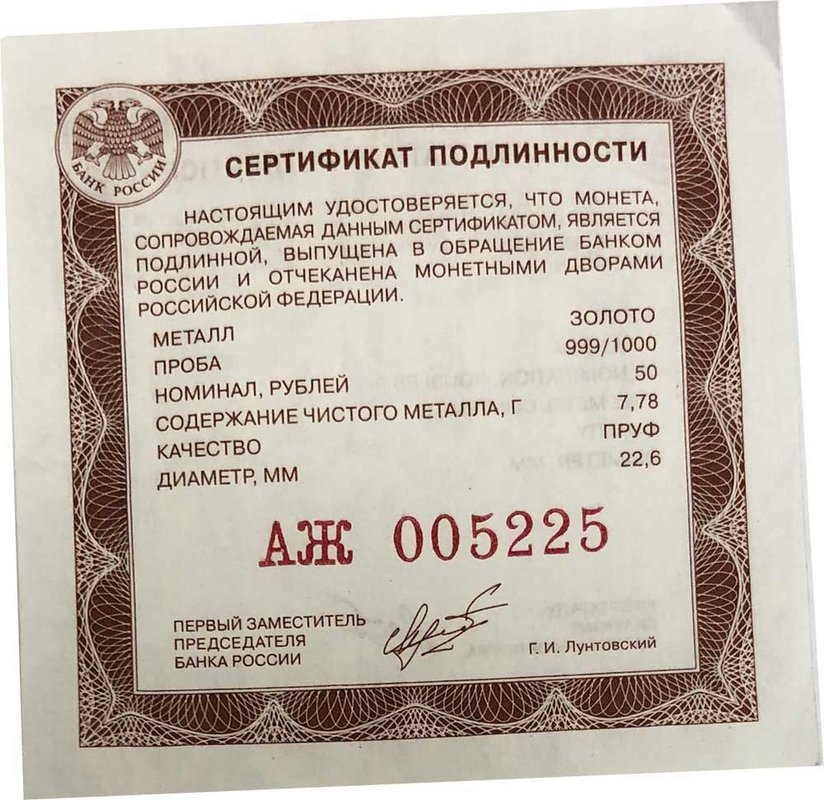 БАНК РОССИИ
СЕРТИФИКАТ ПОДЛИННОСТИ
НАСТОЯЩИМ УДОСТОВЕРЯЕТСЯ, ЧТО МОНЕТА,
СОПРОВОЖДАЕМАЯ ДАННЫМ СЕРТИФИКАТОМ, ЯВЛЯЕТСЯ
ПОДЛИННОЙ, ВЫПУЩЕНА В ОБРАЩЕНИЕ БАНКОМ
РОССИИ И ОТЧЕКАНЕНА МОНЕТНЫМИ ДВОРАМИ
РОССИЙСКОЙ ФЕДЕРАЦИИ.
МЕТАЛЛ ЗОЛОТО
ПРОБА 999/1000
НОМИНАЛ, РУБЛЕЙ 50
СОДЕРЖАНИЕ ЧИСТОГО МЕТАЛЛА, Г 7,78
КАЧЕСТВО ПРУФ
ДИАМЕТР, ММ 22,6
АЖ 005225
ПЕРВЫЙ ЗАМЕСТИТЕЛЬ
ПРЕДСЕДАТЕЛЯ
БАНКА РОССИИ Г. И. Лунтовский